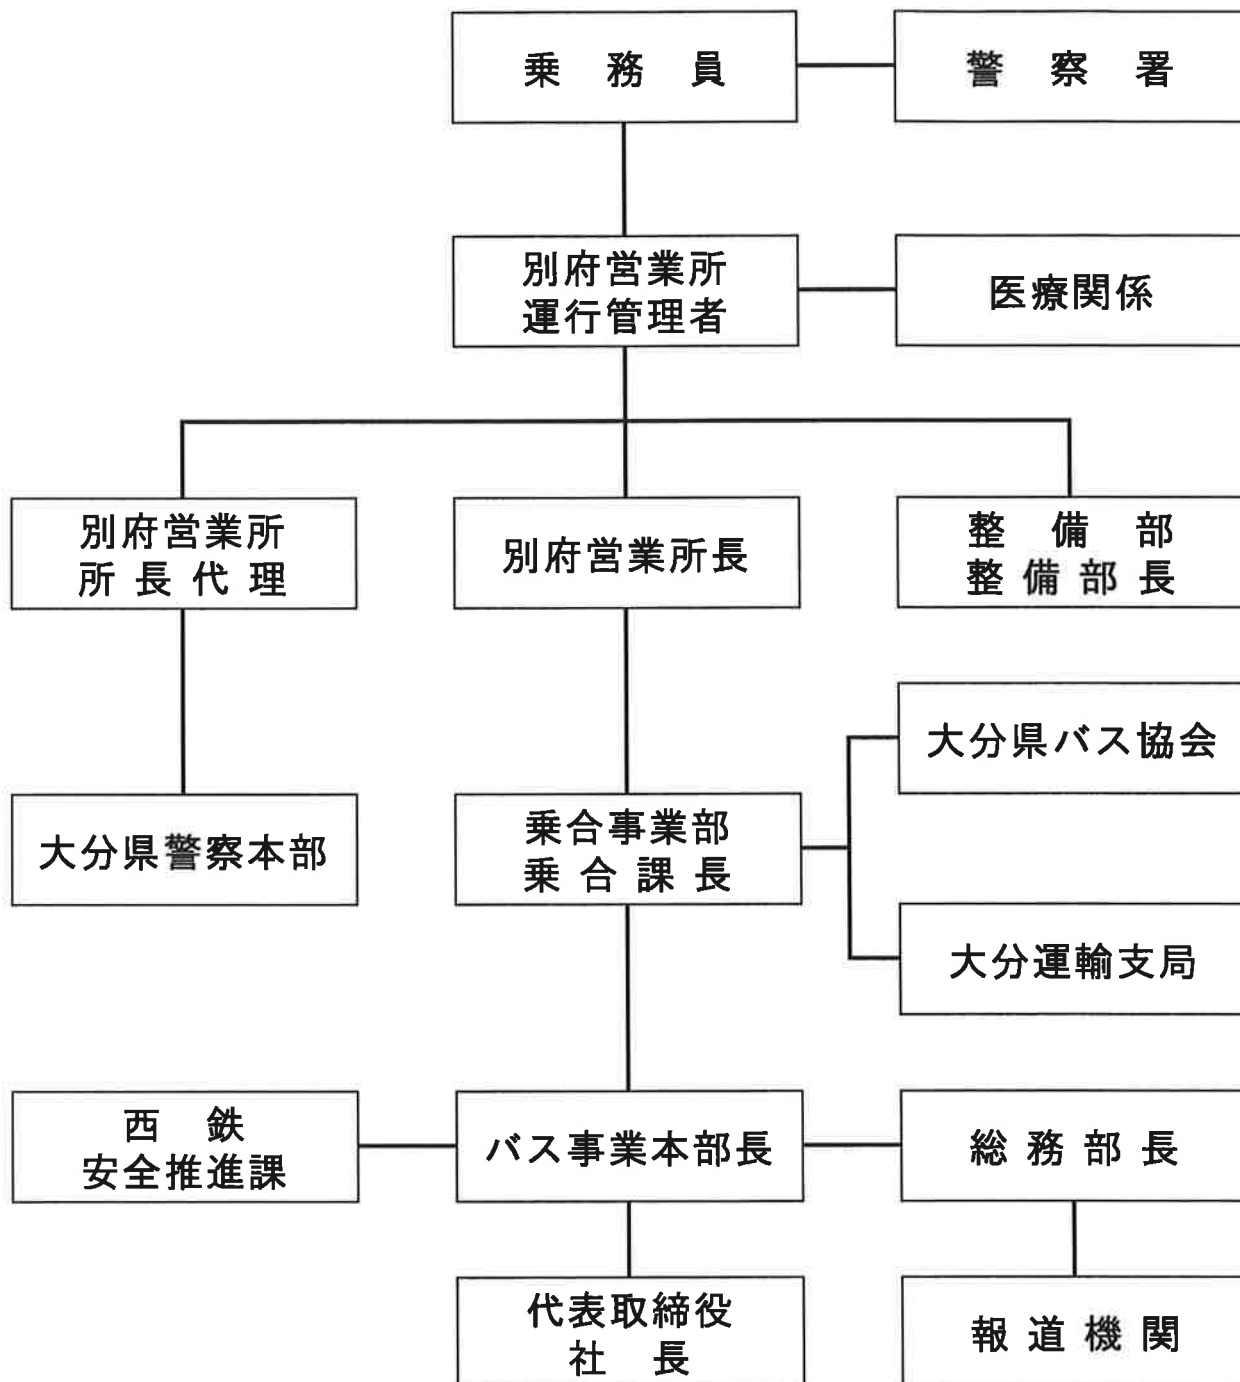 乗務員
警察署
別府営業所
運行管理者
医療関係
別府営業所
所長代理
別府営業所長
整備部
整備部長
大分県バス協会
大分県警察本部
乗合事業部
乗合課長
大分運輸支局
西鉄
安全推進課
バス事業本部長
総務部長
代表取締役
社長
報道機関